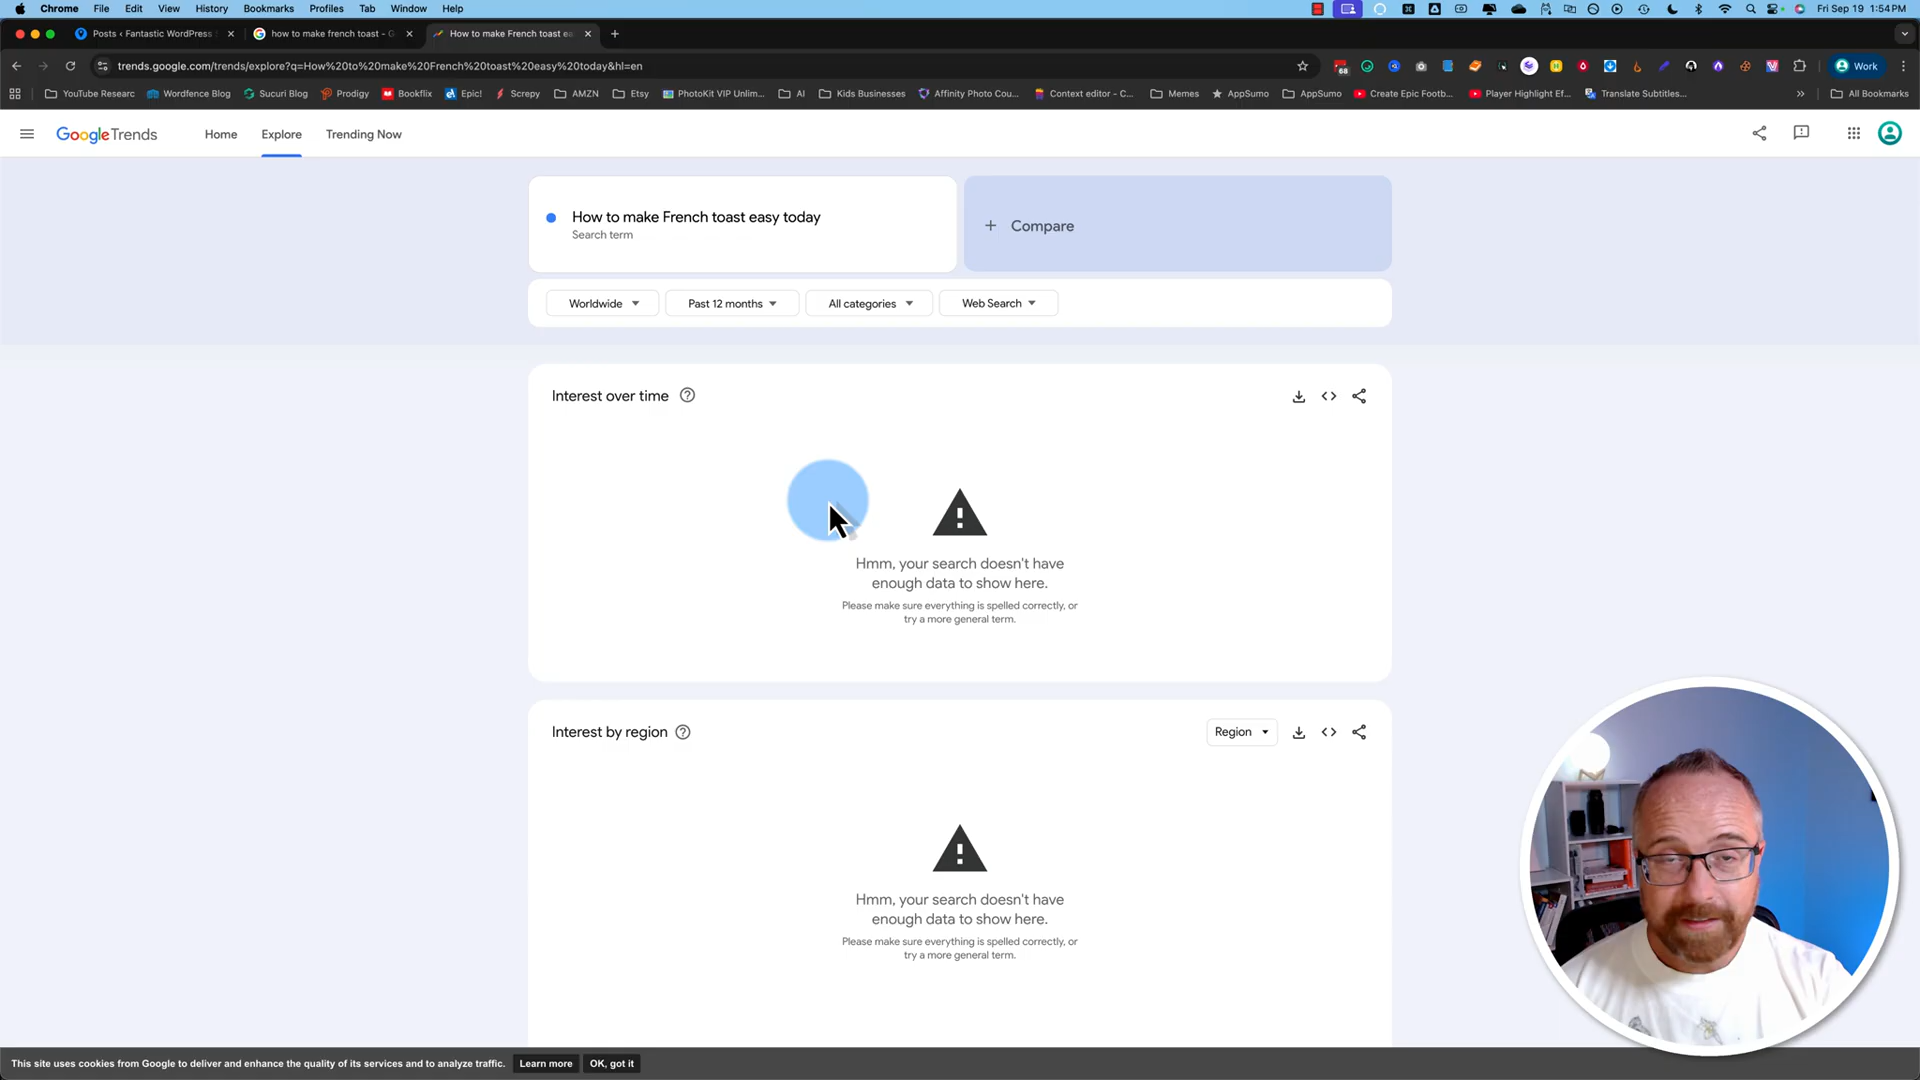 Chrome File Edit View History Bookmarks Profiles Tab Window Help
Fri Sep 19 1:54 PM
Posts ‹ Fantastic WordPress
how to make french toast - G
How to make French toast ea
trends.google.com/trends/explore?q=How%20to%20make%20French%20toast%20easy%20today&hl=en
68
Work
YouTube Researc
Wordfence Blog
Sucuri Blog
Prodigy
Bookflix
Epic!
Screpy
AMZN
Etsy
PhotoKit VIP Unlim...
AI
Kids Businesses
Affinity Photo Cou...
Context editor - C...
Memes
AppSumo
AppSumo
Create Epic Footb...
Player Highlight Ef...
Translate Subtitles...
All Bookmarks
Google Trends
Home
Explore
Trending Now
How to make French toast easy today
Search term
+ Compare
Worldwide
Past 12 months
All categories
Web Search
Interest over time
Hmm, your search doesn't have
enough data to show here.
Please make sure everything is spelled correctly, or
try a more general term.
Interest by region
Region
Hmm, your search doesn't have
enough data to show here.
Please make sure everything is spelled correctly, or
try a more general term.
This site uses cookies from Google to deliver and enhance the quality of its services and to analyze traffic.
Learn more
OK, got it